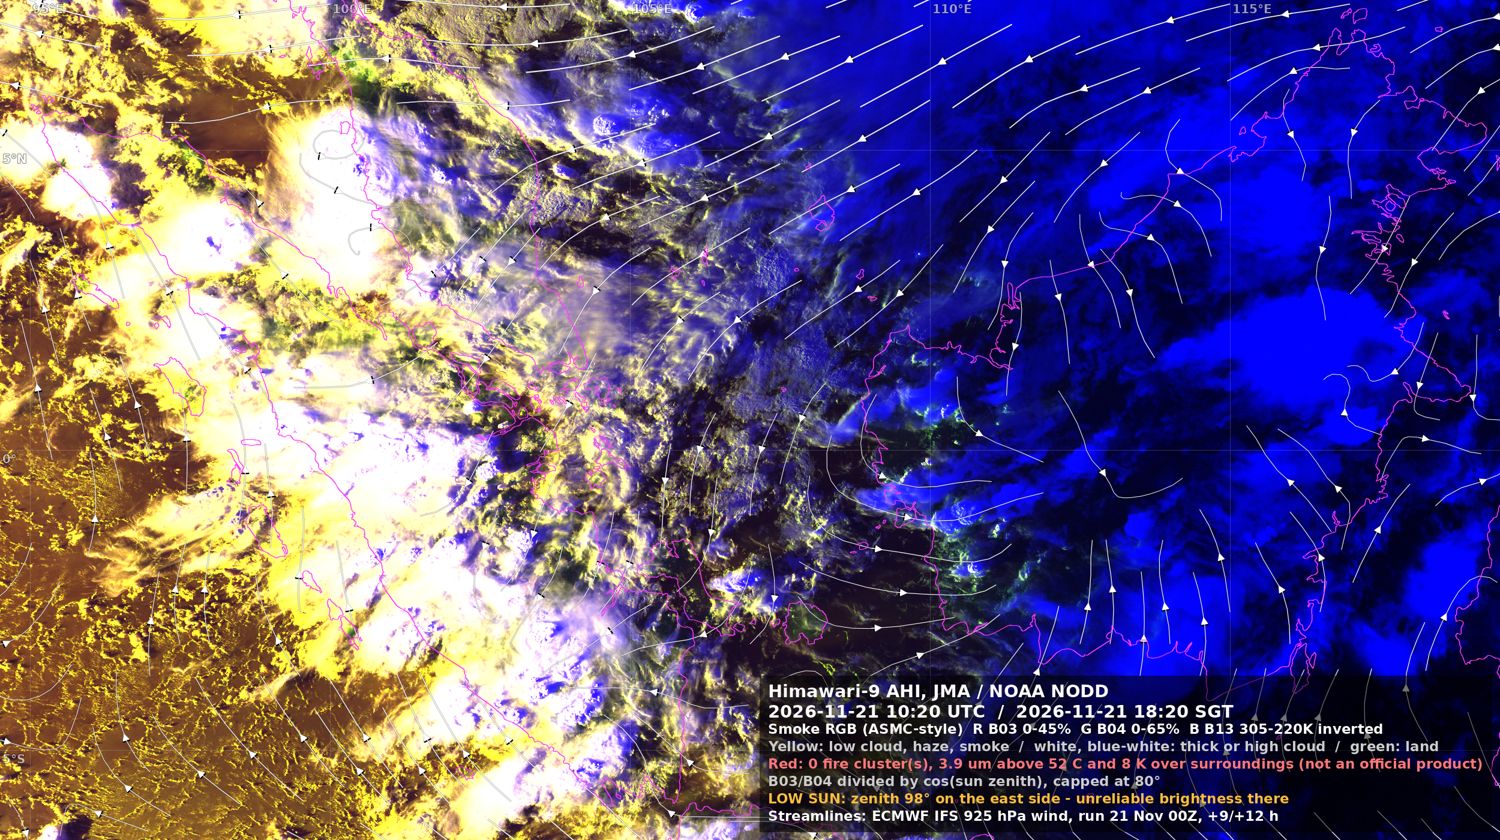 95°E 100°E 105°E 110°E 115°E
5°N
0°
5°S
Himawari-9 AHI, JMA / NOAA NODD
2026-11-21 10:20 UTC / 2026-11-21 18:20 SGT
Smoke RGB (ASMC-style) R B03 0-45% G B04 0-65% B B13 305-220K inverted
Yellow: low cloud, haze, smoke / white, blue-white: thick or high cloud / green: land
Red: 0 fire cluster(s), 3.9 um above 52 C and 8 K over surroundings (not an official product)
B03/B04 divided by cos(sun zenith), capped at 80°
LOW SUN: zenith 98° on the east side - unreliable brightness there
Streamlines: ECMWF IFS 925 hPa wind, run 21 Nov 00Z, +9/+12 h